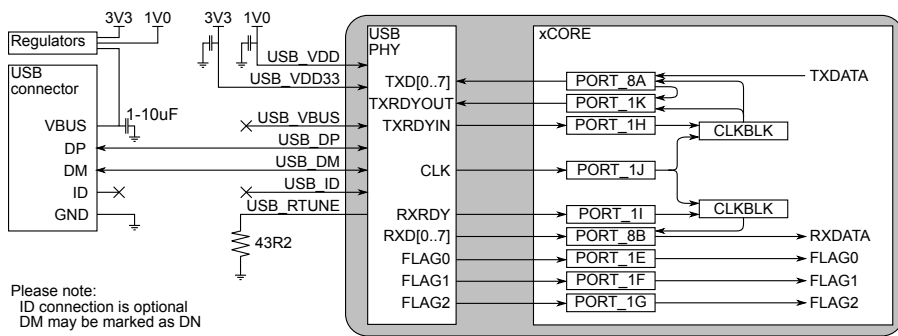 3V3 1V0
Regulators
USB
connector
1-10uF
VBUS
DP
DM
ID
GND
3V3 1V0
USB_VDD
USB_VDD33
USB_VBUS
USB_DP
USB_DM
USB_ID
USB_RTUNE
43R2
Please note:
ID connection is optional
DM may be marked as DN
USB
PHY
TXD[0..7]
TXRDYOUT
TXRDYIN
CLK
RXRDY
RXD[0..7]
FLAG0
FLAG1
FLAG2
xCORE
PORT_8A
PORT_1K
PORT_1H
PORT_1J
PORT_1I
PORT_8B
PORT_1E
PORT_1F
PORT_1G
CLKBLK
CLKBLK
TXDATA
RXDATA
FLAG0
FLAG1
FLAG2